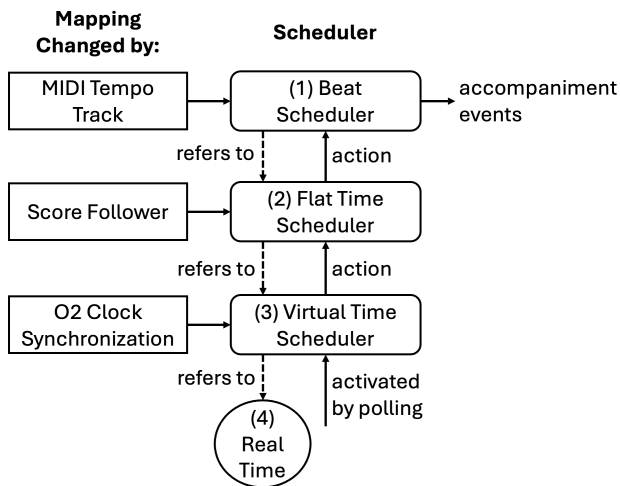 Mapping
Changed by:
Scheduler
MIDI Tempo
Track
(1) Beat
Scheduler
accompaniment
events
refers to
action
Score Follower
(2) Flat Time
Scheduler
refers to
action
O2 Clock
Synchronization
(3) Virtual Time
Scheduler
refers to
activated
by polling
(4)
Real
Time